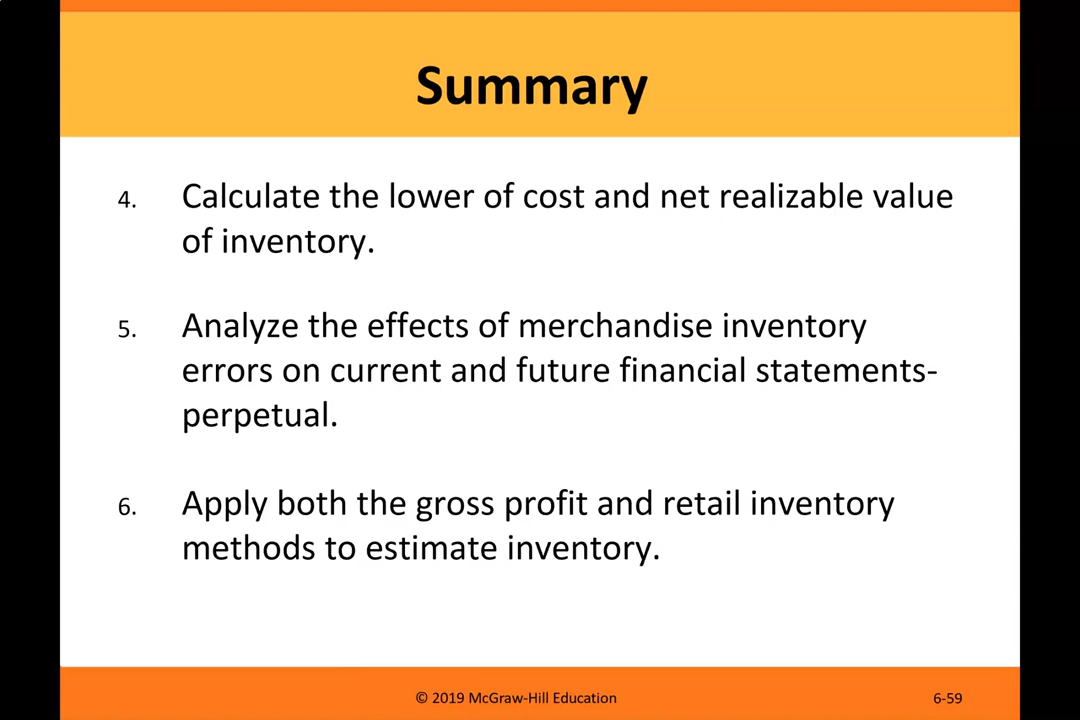 Summary
4. Calculate the lower of cost and net realizable value
of inventory.
5. Analyze the effects of merchandise inventory
errors on current and future financial statements-
perpetual.
6. Apply both the gross profit and retail inventory
methods to estimate inventory.
© 2019 McGraw-Hill Education
6-59